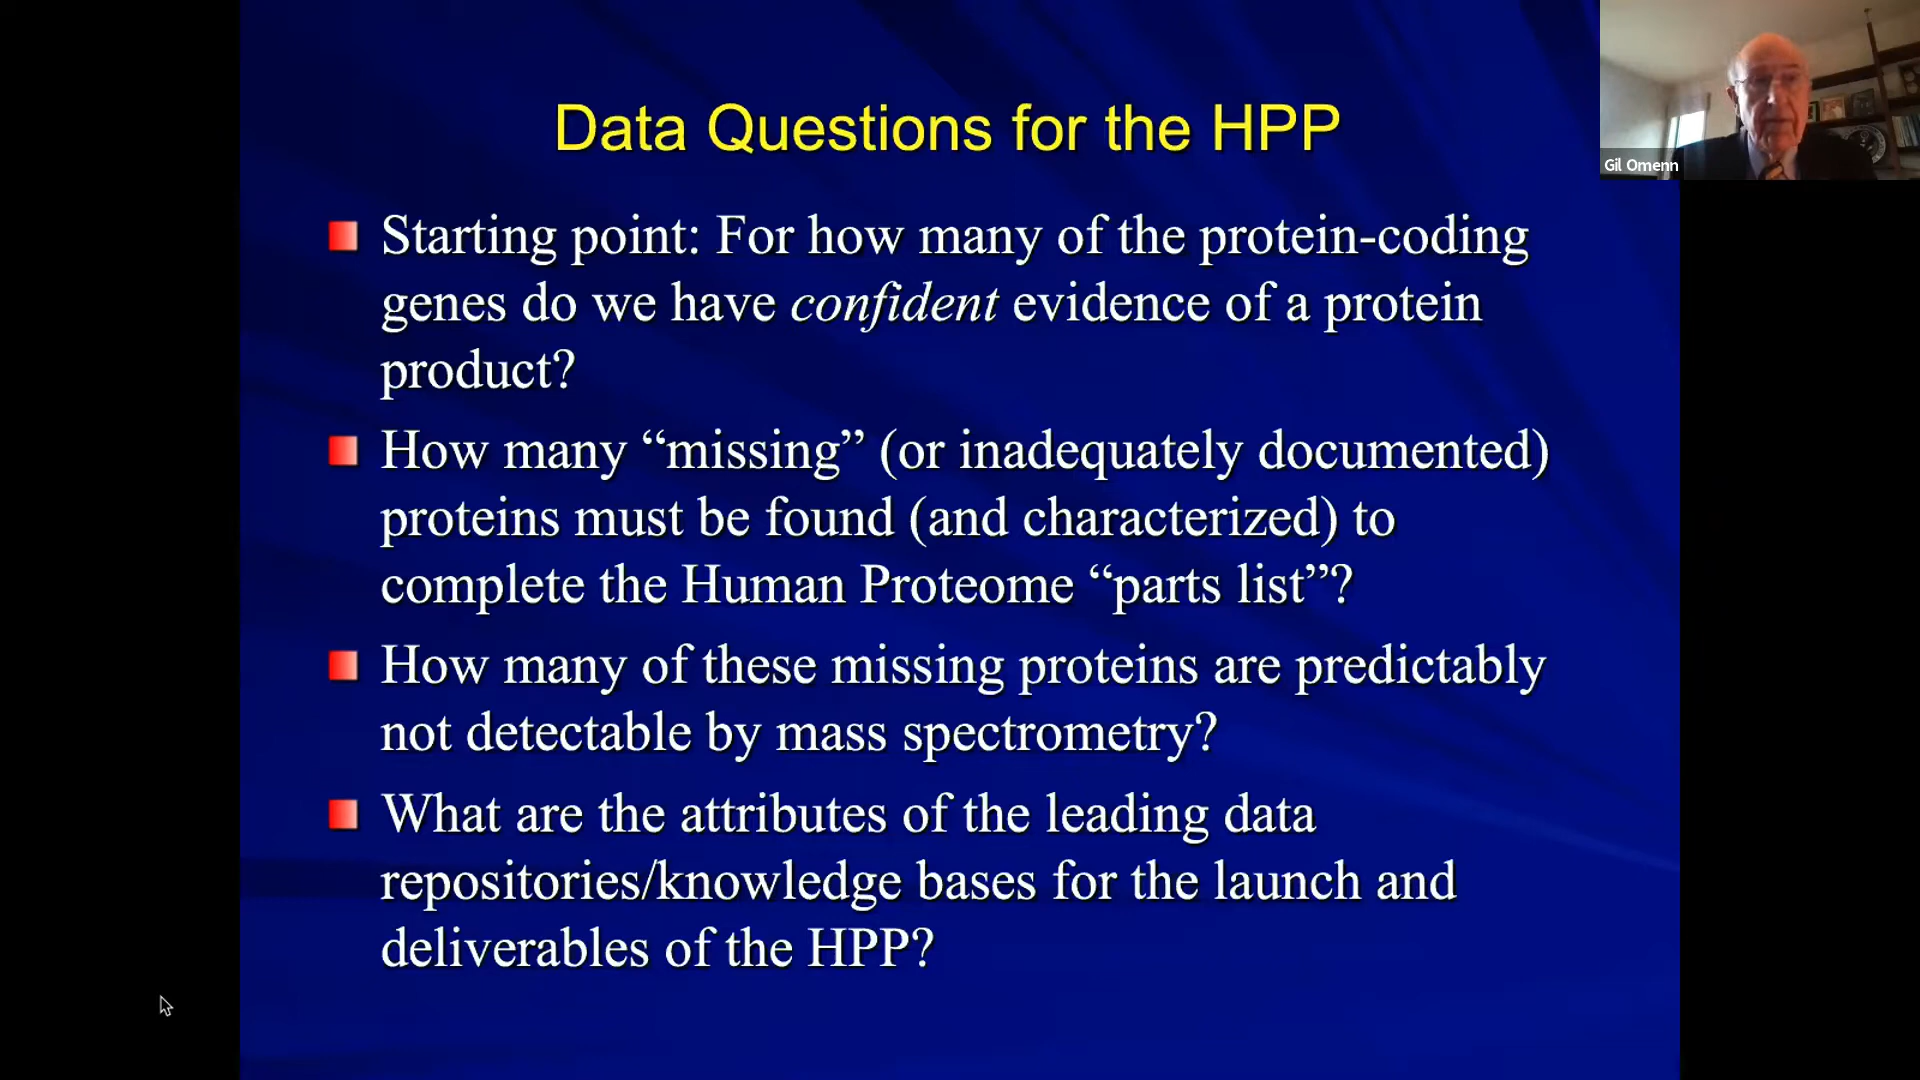 Data Questions for the HPP
Gil Omenn
Starting point: For how many of the protein-coding
genes do we have confident evidence of a protein
product?
How many “missing” (or inadequately documented)
proteins must be found (and characterized) to
complete the Human Proteome “parts list”?
How many of these missing proteins are predictably
not detectable by mass spectrometry?
What are the attributes of the leading data
repositories/knowledge bases for the launch and
deliverables of the HPP?